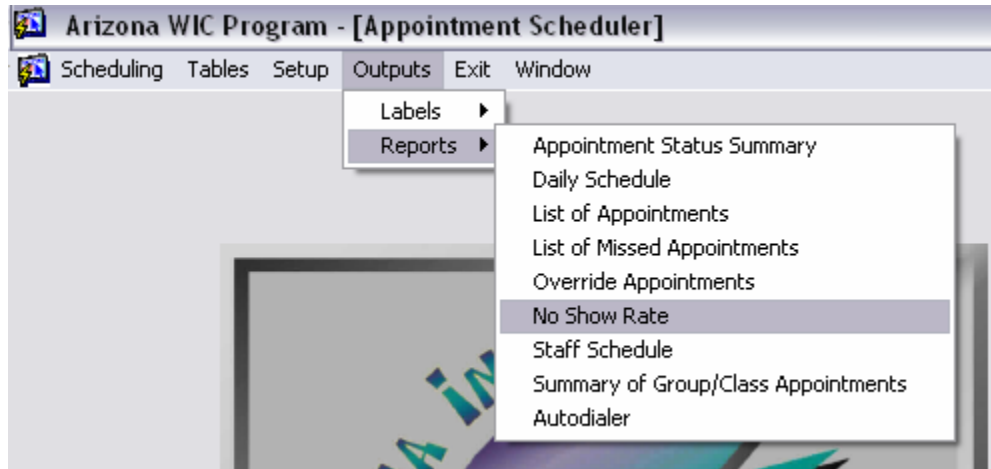 Arizona WIC Program - [Appointment Scheduler]
Scheduling Tables Setup Outputs Exit Window
Labels
Reports
Appointment Status Summary
Daily Schedule
List of Appointments
List of Missed Appointments
Override Appointments
No Show Rate
Staff Schedule
Summary of Group/Class Appointments
Autodialer